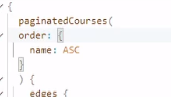 {
paginatedCourses(
order: {
name: ASC
}
) {
edges {